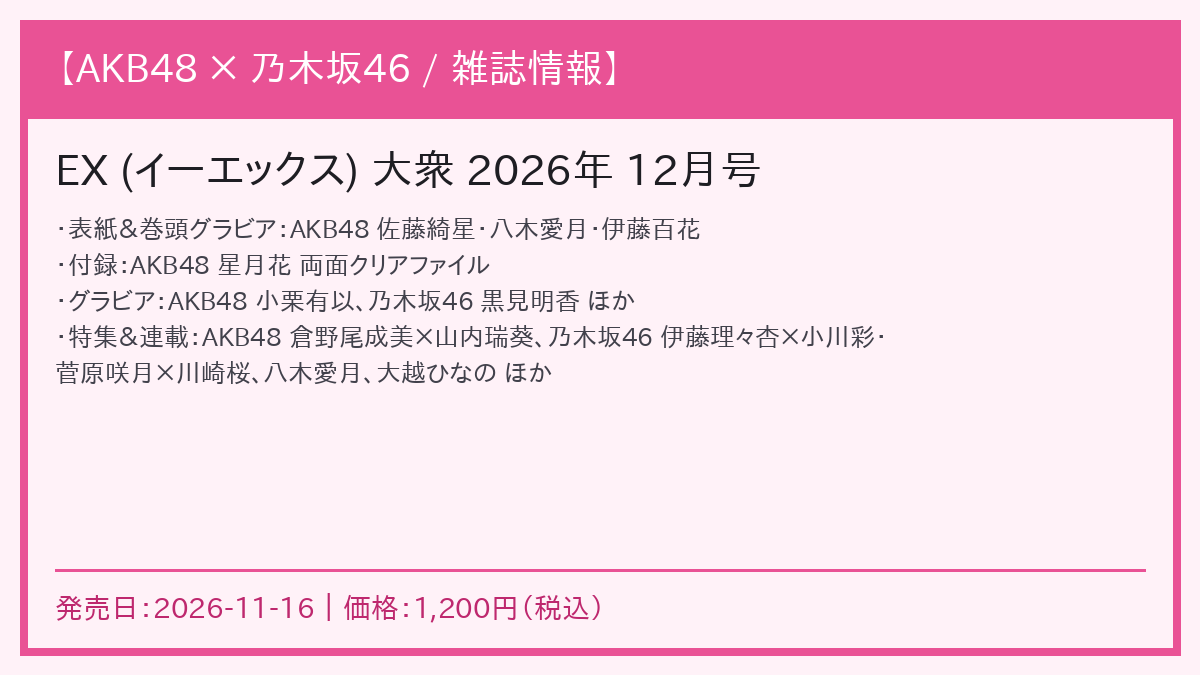 【AKB48 × 乃木坂46 / 雑誌情報】
EX (イーエックス) 大衆 2026年 12月号
・表紙&巻頭グラビア：AKB48 佐藤綺星・八木愛月・伊藤百花
・付録：AKB48 星月花 両面クリアファイル
・グラビア：AKB48 小栗有以、乃木坂46 黒見明香 ほか
・特集&連載：AKB48 倉野尾成美×山内瑞葵、乃木坂46 伊藤理々杏×小川彩・
菅原咲月×川崎桜、八木愛月、大越ひなの ほか
発売日：2026-11-16 | 価格：1,200円（税込）